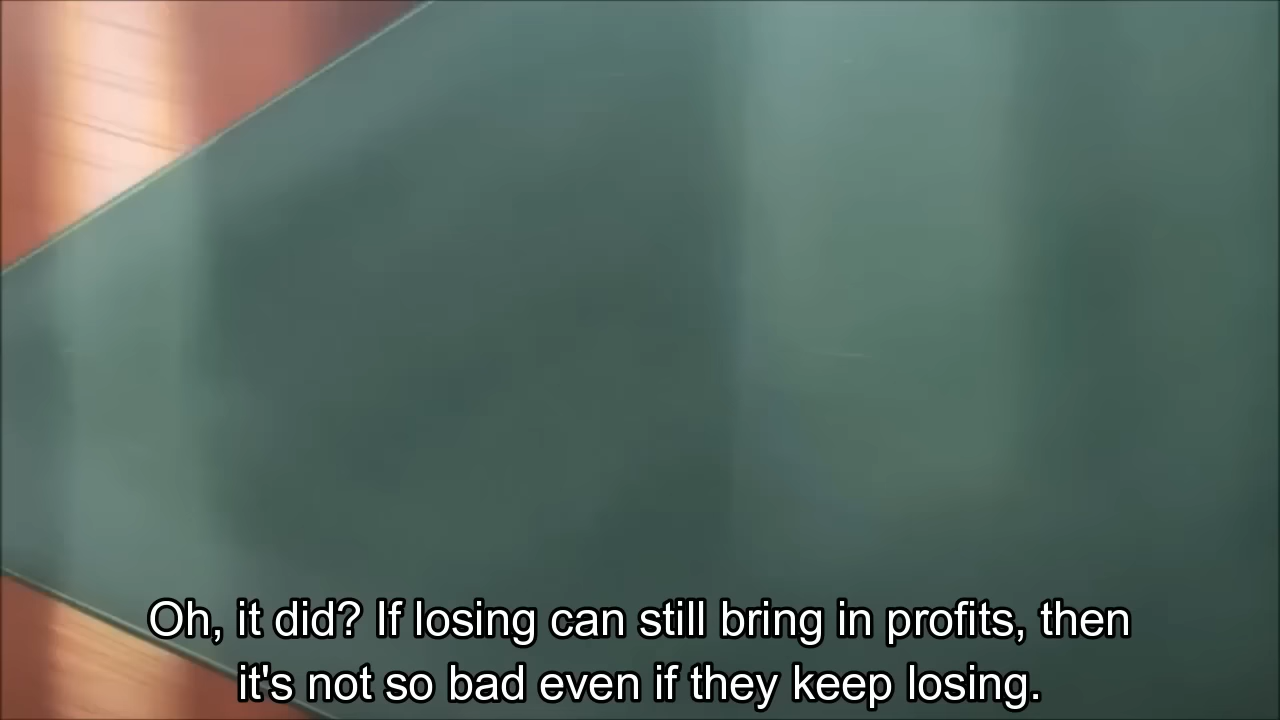 Oh, it did? If losing can still bring in profits, then
it's not so bad even if they keep losing.